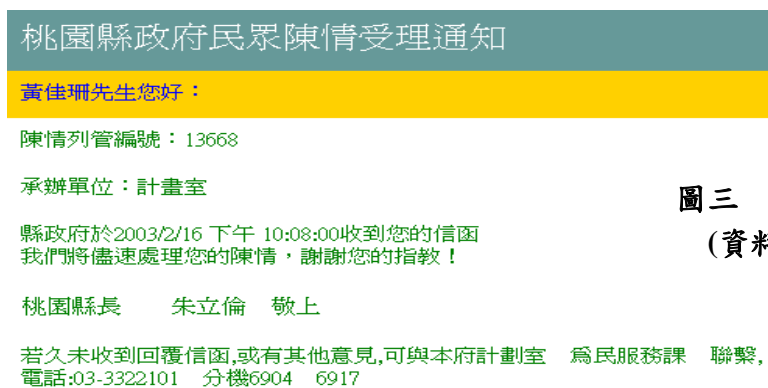 桃園縣政府民眾陳情受理通知
黃佳珊先生您好：
陳情列管編號：13668
承辦單位：計畫室
圖三
縣政府於2003/2/16 下午 10:08:00收到您的信函
(資料
我們將儘速處理您的陳情，謝謝您的指教！
桃園縣長 朱立倫 敬上
若久未收到回覆信函,或有其他意見,可與本府計劃室 爲民服務課 聯繫,
電話:03-3322101 分機6904 6917